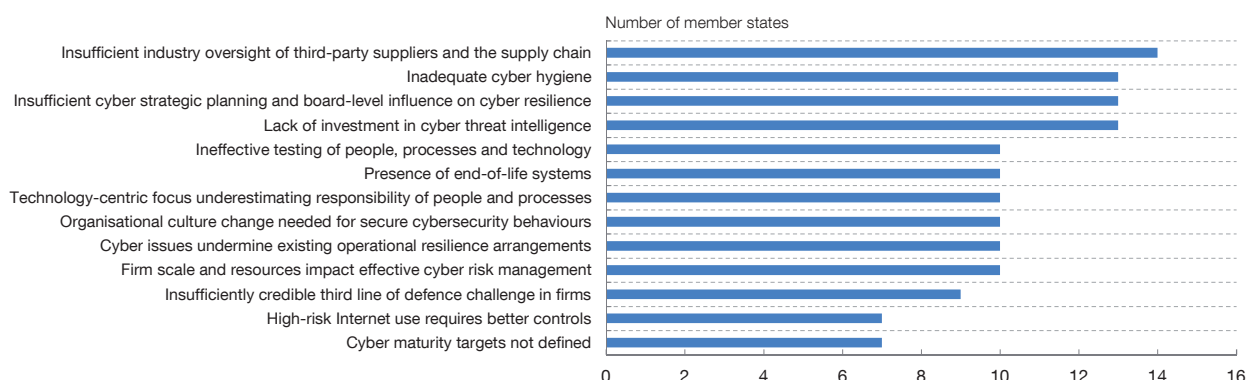 Number of member states
Insufficient industry oversight of third-party suppliers and the supply chain
Inadequate cyber hygiene
Insufficient cyber strategic planning and board-level influence on cyber resilience
Lack of investment in cyber threat intelligence
Ineffective testing of people, processes and technology
Presence of end-of-life systems
Technology-centric focus underestimating responsibility of people and processes
Organisational culture change needed for secure cybersecurity behaviours
Cyber issues undermine existing operational resilience arrangements
Firm scale and resources impact effective cyber risk management
Insufficiently credible third line of defence challenge in firms
High-risk Internet use requires better controls
Cyber maturity targets not defined
0 2 4 6 8 10 12 14 16